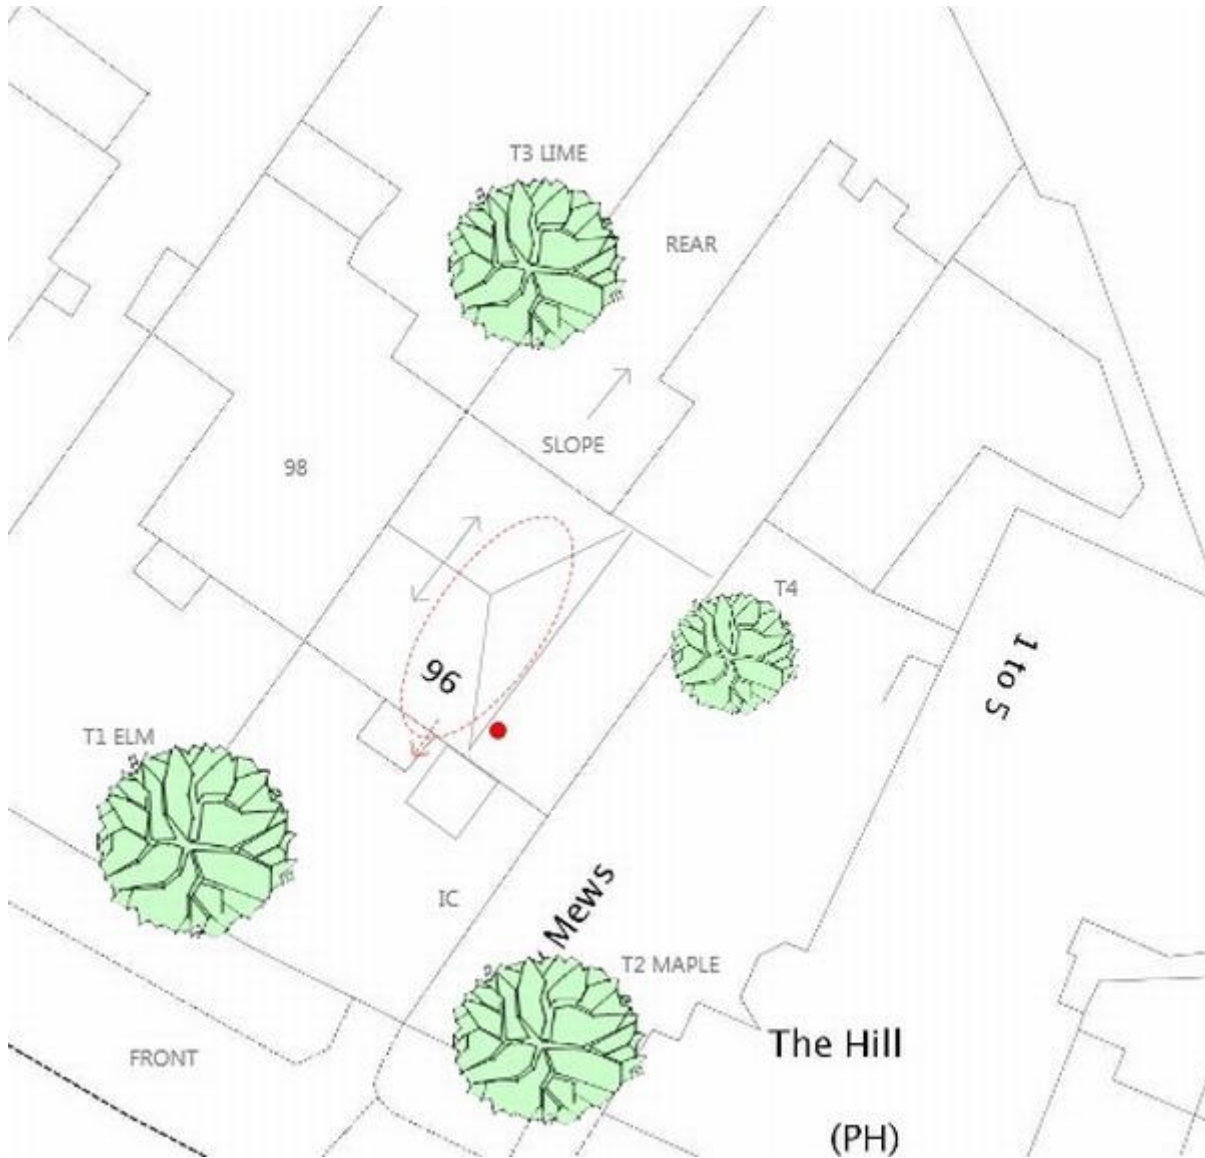 T3 LIME
REAR
SLOPE
98
T4
96
1 to 5
T1 ELM
IC
Mews
T2 MAPLE
The Hill
FRONT
(PH)